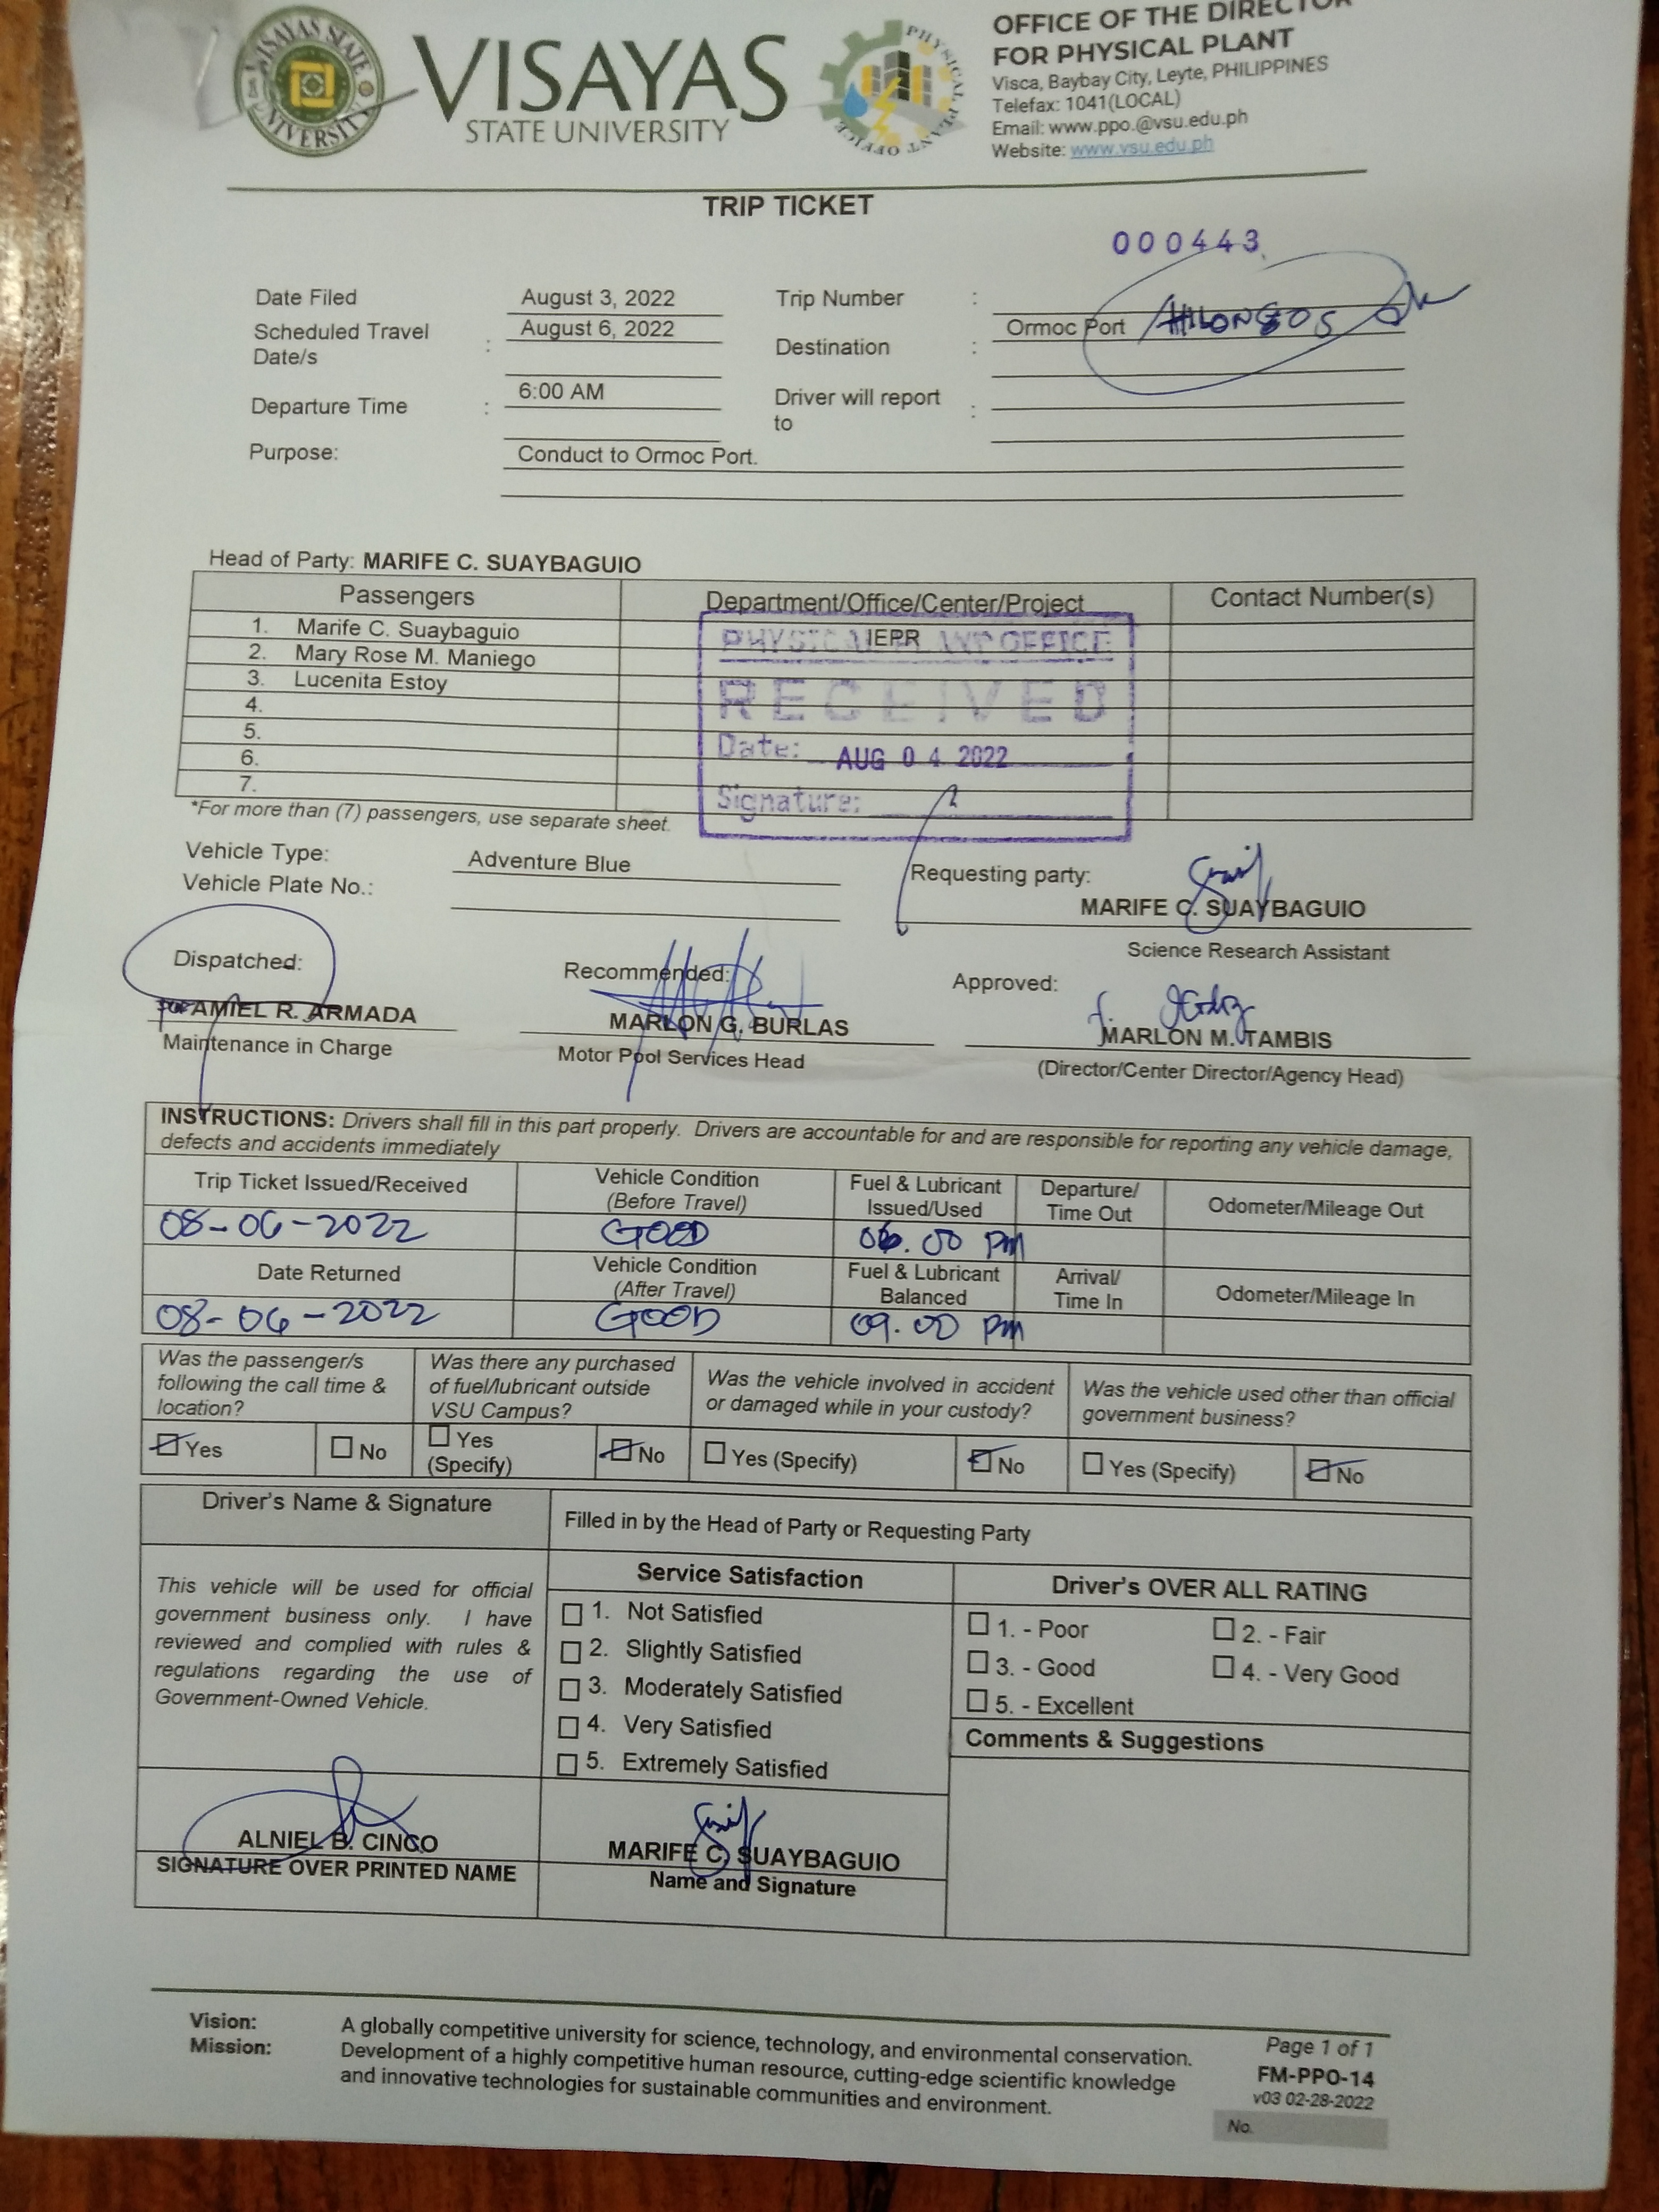 VISAYAS STATE UNIVERSITY
VISAYAS
STATE UNIVERSITY
PHYSICAL PLANT OFFICE
OFFICE OF THE DIRECTOR
FOR PHYSICAL PLANT
Visca, Baybay City, Leyte, PHILIPPINES
Telefax: 1041(LOCAL)
Email: www.ppo.@vsu.edu.ph
Website: www.vsu.edu.ph
TRIP TICKET
000443
Date Filed August 3, 2022 Trip Number :
Scheduled Travel Date/s : August 6, 2022 Destination : Ormoc Port /HILONGOS
Departure Time : 6:00 AM Driver will report to :
Purpose: Conduct to Ormoc Port.
Head of Party: MARIFE C. SUAYBAGUIO
Passengers Department/Office/Center/Project Contact Number(s)
1. Marife C. Suaybaguio IEPR
2. Mary Rose M. Maniego
3. Lucenita Estoy
4.
5.
6.
7.
PHYSICAL PLANT OFFICE
RECEIVED
Date: AUG 04 2022
Signature:
*For more than (7) passengers, use separate sheet.
Vehicle Type: Adventure Blue
Vehicle Plate No.:
Requesting party:
MARIFE C. SUAYBAGUIO
Science Research Assistant
Dispatched: Recommended: Approved:
AMIEL R. ARMADA MARLON G. BURLAS MARLON M. TAMBIS
Maintenance in Charge Motor Pool Services Head (Director/Center Director/Agency Head)
INSTRUCTIONS: Drivers shall fill in this part properly. Drivers are accountable for and are responsible for reporting any vehicle damage,
defects and accidents immediately
Trip Ticket Issued/Received Vehicle Condition (Before Travel) Fuel & Lubricant Issued/Used Departure/ Time Out Odometer/Mileage Out
08-06-2022 GOOD 06.00 PM
Date Returned Vehicle Condition (After Travel) Fuel & Lubricant Balanced Arrival/ Time In Odometer/Mileage In
08-06-2022 GOOD 09.00 PM
Was the passenger/s following the call time & location? Was there any purchased of fuel/lubricant outside VSU Campus? Was the vehicle involved in accident or damaged while in your custody? Was the vehicle used other than official government business?
Yes No Yes (Specify) No Yes (Specify) No Yes (Specify) No
Driver's Name & Signature
Filled in by the Head of Party or Requesting Party
This vehicle will be used for official
government business only. I have
reviewed and complied with rules &
regulations regarding the use of
Government-Owned Vehicle.
Service Satisfaction
1. Not Satisfied
2. Slightly Satisfied
3. Moderately Satisfied
4. Very Satisfied
5. Extremely Satisfied
Driver's OVER ALL RATING
1. - Poor 2. - Fair
3. - Good 4. - Very Good
5. - Excellent
Comments & Suggestions
ALNIEL B. CINCO
SIGNATURE OVER PRINTED NAME
MARIFE C. SUAYBAGUIO
Name and Signature
Vision: A globally competitive university for science, technology, and environmental conservation.
Mission: Development of a highly competitive human resource, cutting-edge scientific knowledge
and innovative technologies for sustainable communities and environment.
Page 1 of 1
FM-PPO-14
v03 02-28-2022
No.